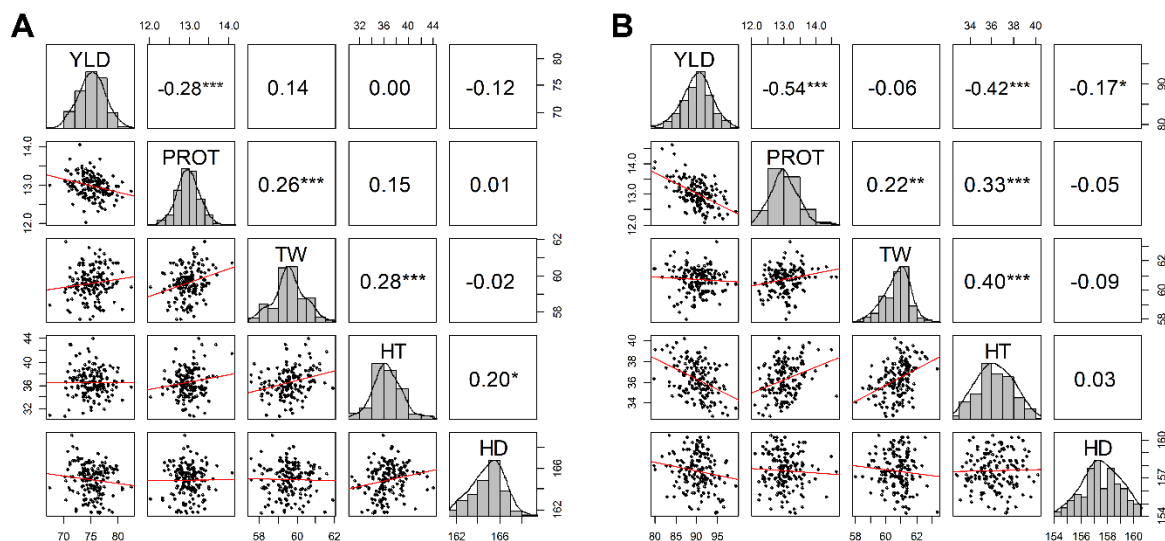 A
12.0 13.0 14.0
32 36 40 44
YLD
-0.28***
0.14
0.00
-0.12
70 75 80
12.0 13.0 14.0
PROT
0.26***
0.15
0.01
TW
0.28***
-0.02
58 60 62
32 36 40 44
HT
0.20*
HD
162 166
70 75 80
58 60 62
162 166
B
12.0 13.0 14.0
34 36 38 40
YLD
-0.54***
-0.06
-0.42***
-0.17*
80 85 90
12.0 13.0 14.0
PROT
0.22**
0.33***
-0.05
TW
0.40***
-0.09
58 60 62
34 36 38 40
HT
0.03
HD
154 157 160
80 85 90 95
58 60 62
154 156 158 160